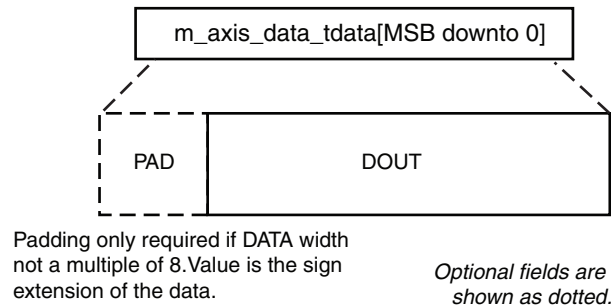 m_axis_data_tdata[MSB downto 0]
PAD
DOUT
Padding only required if DATA width
not a multiple of 8.Value is the sign
extension of the data.
Optional fields are
shown as dotted.